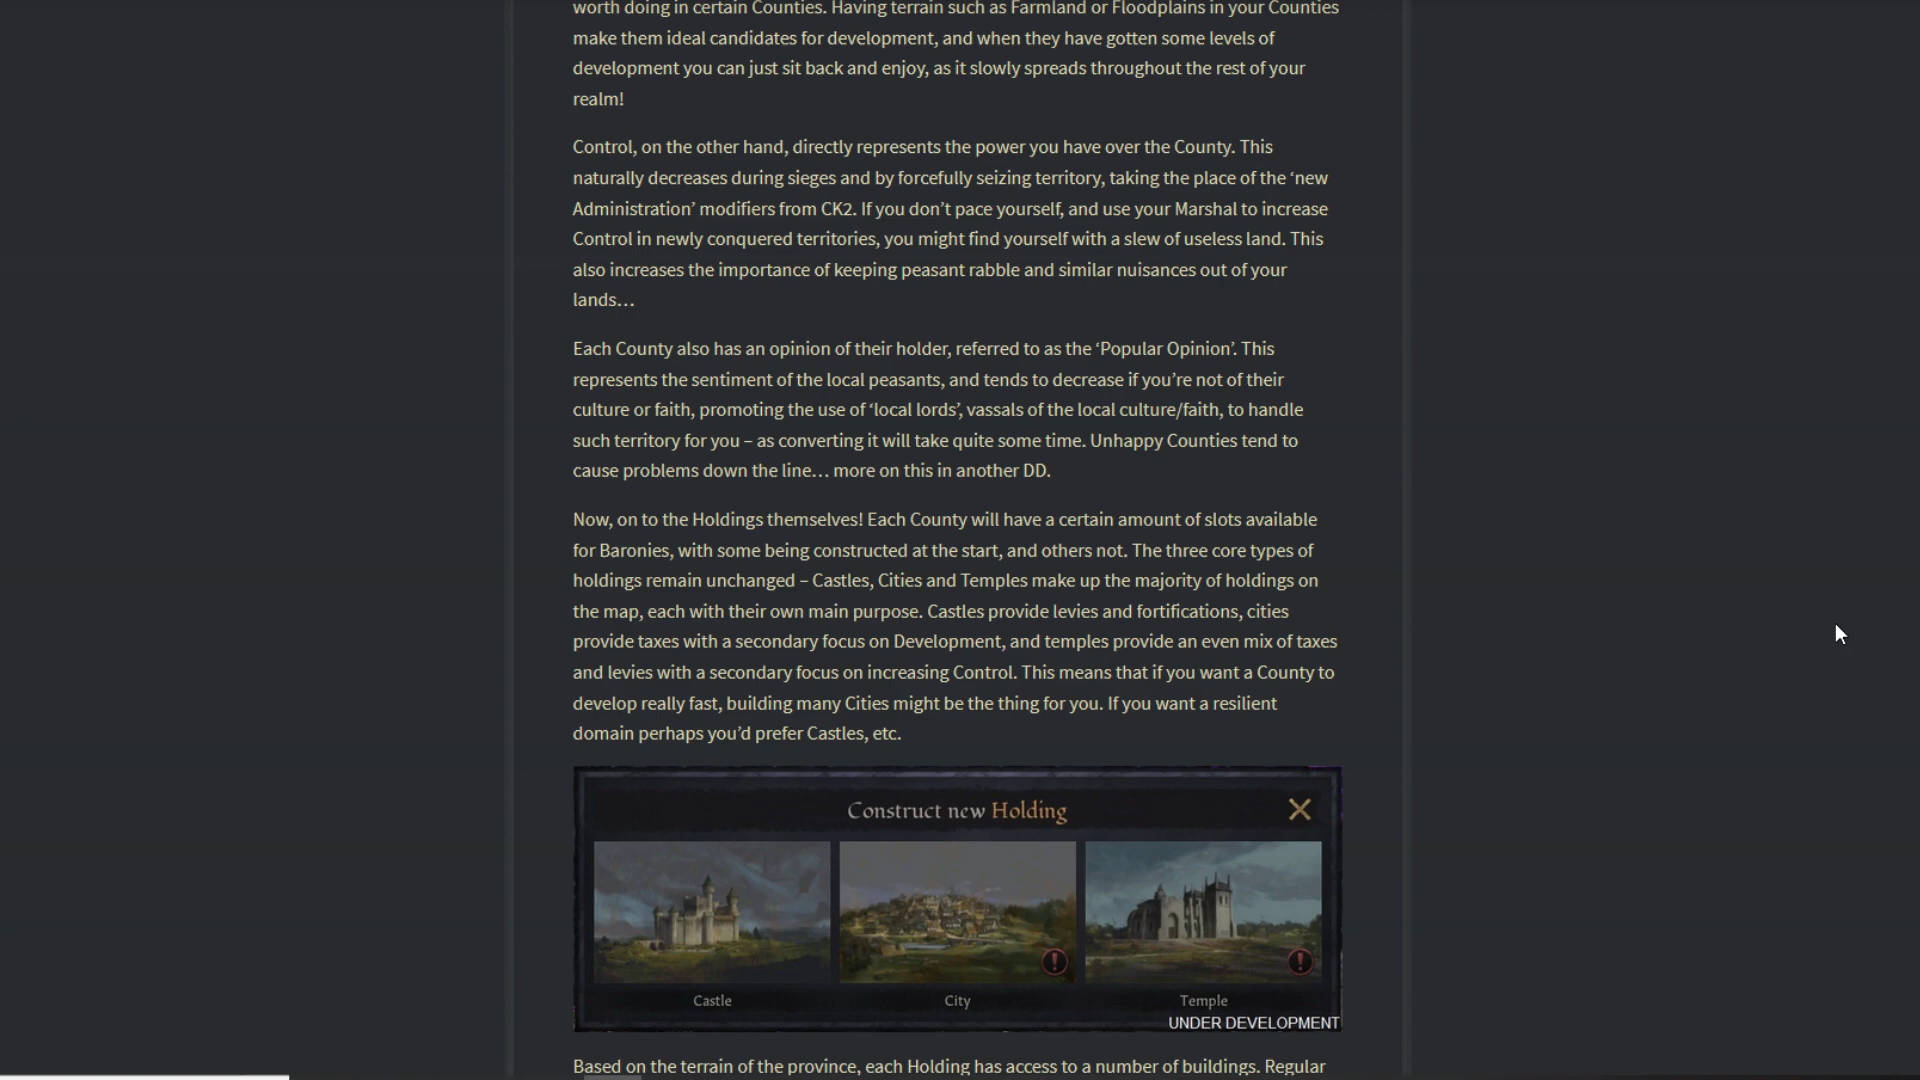 worth doing in certain Counties. Having terrain such as Farmland or Floodplains in your Counties
make them ideal candidates for development, and when they have gotten some levels of
development you can just sit back and enjoy, as it slowly spreads throughout the rest of your
realm!
Control, on the other hand, directly represents the power you have over the County. This
naturally decreases during sieges and by forcefully seizing territory, taking the place of the ‘new
Administration’ modifiers from CK2. If you don’t pace yourself, and use your Marshal to increase
Control in newly conquered territories, you might find yourself with a slew of useless land. This
also increases the importance of keeping peasant rabble and similar nuisances out of your
lands…
Each County also has an opinion of their holder, referred to as the ‘Popular Opinion’. This
represents the sentiment of the local peasants, and tends to decrease if you’re not of their
culture or faith, promoting the use of ‘local lords’, vassals of the local culture/faith, to handle
such territory for you – as converting it will take quite some time. Unhappy Counties tend to
cause problems down the line… more on this in another DD.
Now, on to the Holdings themselves! Each County will have a certain amount of slots available
for Baronies, with some being constructed at the start, and others not. The three core types of
holdings remain unchanged – Castles, Cities and Temples make up the majority of holdings on
the map, each with their own main purpose. Castles provide levies and fortifications, cities
provide taxes with a secondary focus on Development, and temples provide an even mix of taxes
and levies with a secondary focus on increasing Control. This means that if you want a County to
develop really fast, building many Cities might be the thing for you. If you want a resilient
domain perhaps you’d prefer Castles, etc.
Construct new Holding
Castle City Temple
UNDER DEVELOPMENT
Based on the terrain of the province, each Holding has access to a number of buildings. Regular